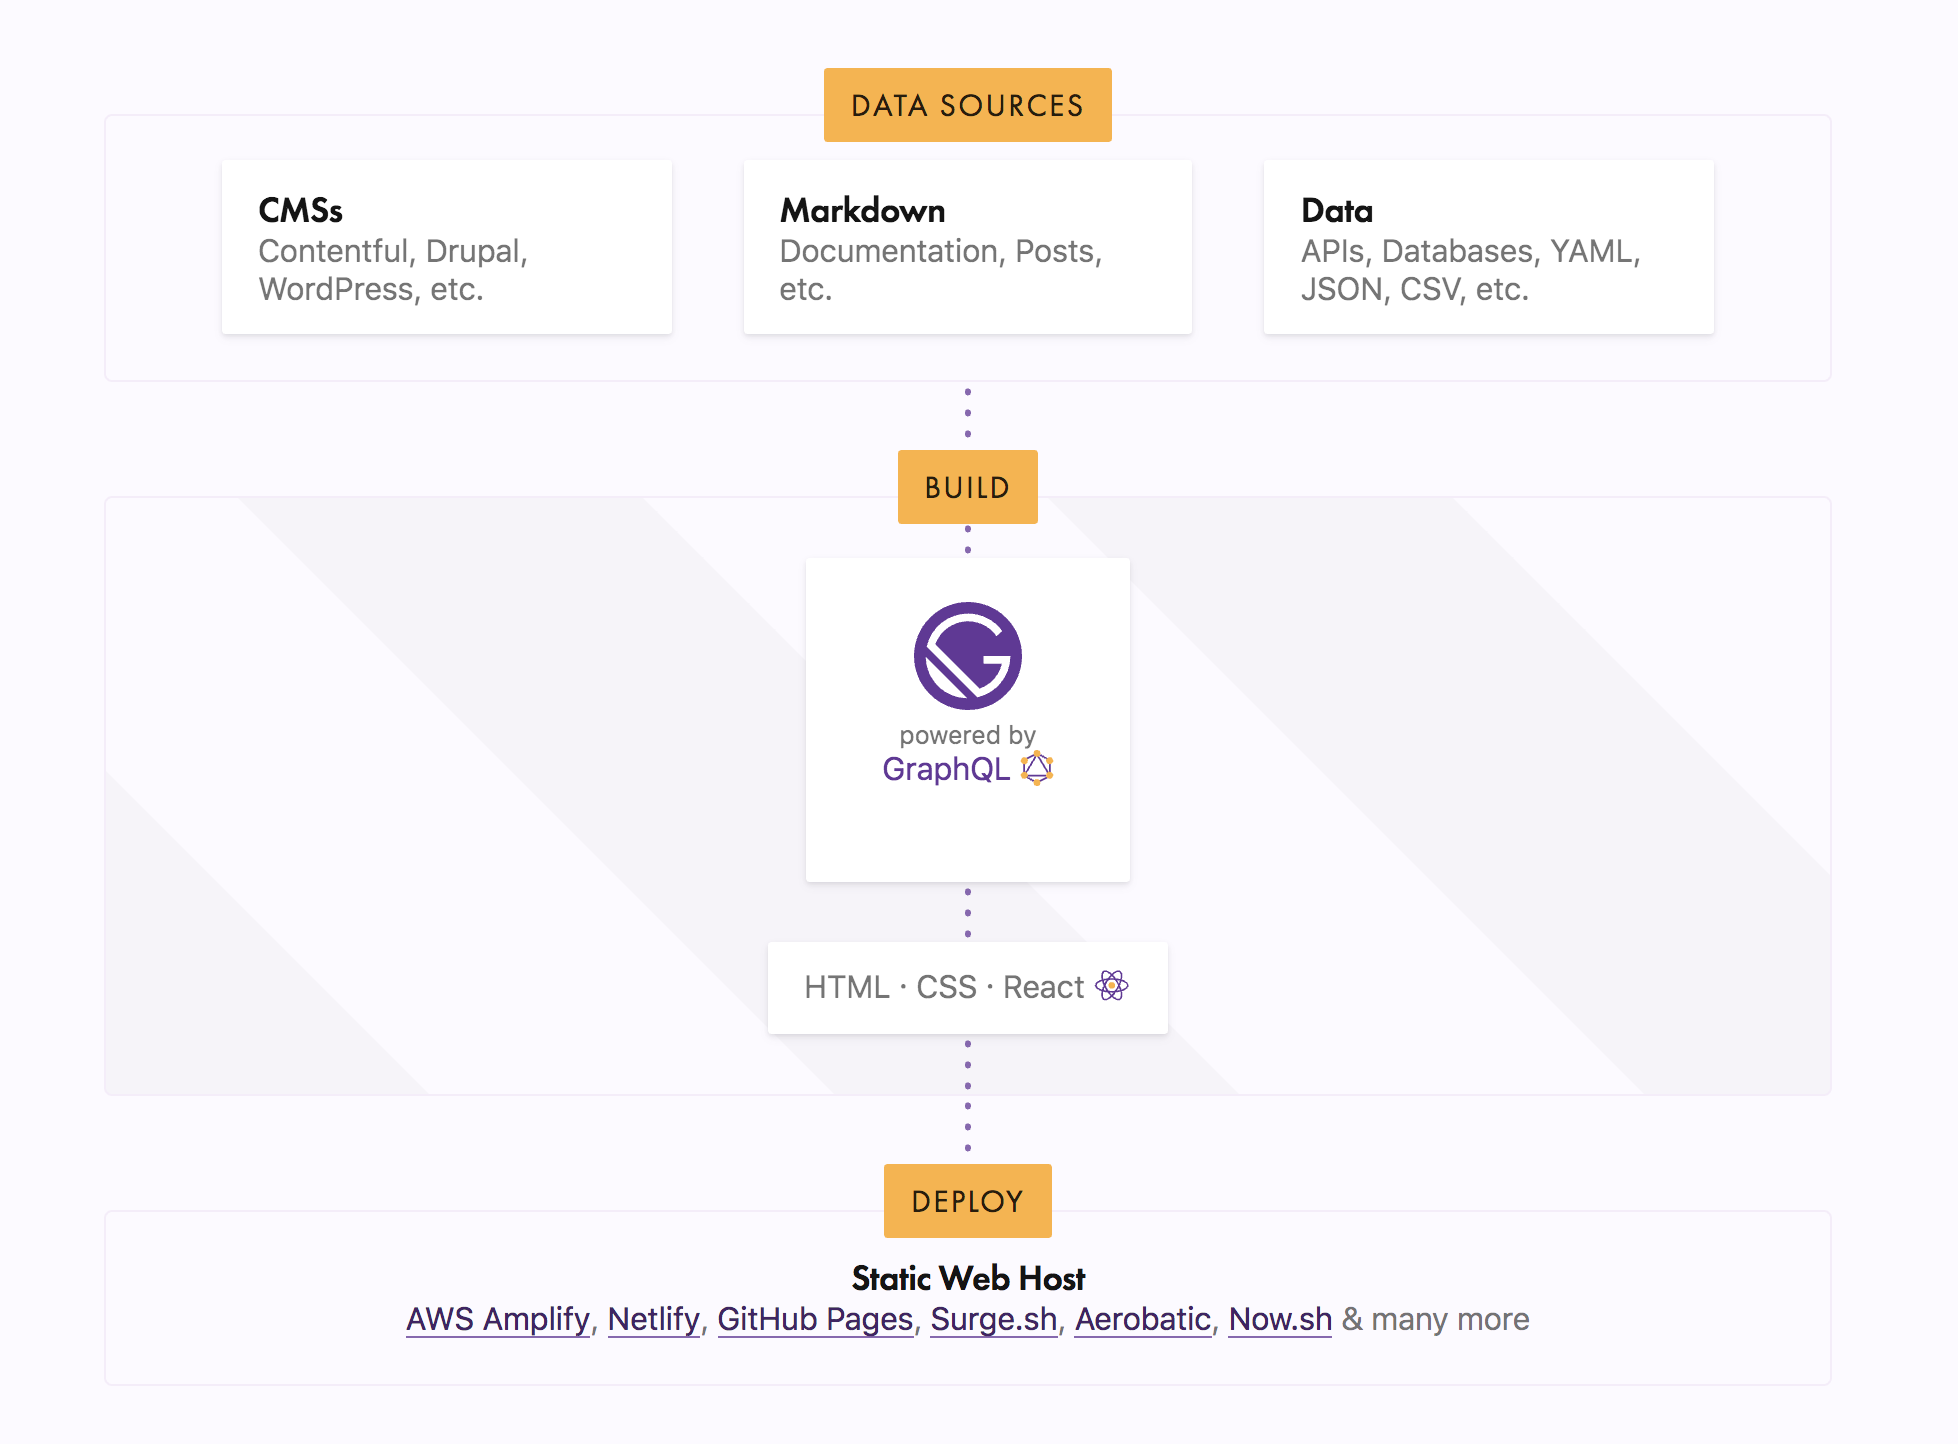 DATA SOURCES
CMSs
Contentful, Drupal,
WordPress, etc.
Markdown
Documentation, Posts,
etc.
Data
APIs, Databases, YAML,
JSON, CSV, etc.
BUILD
powered by
GraphQL
HTML · CSS · React
DEPLOY
Static Web Host
AWS Amplify, Netlify, GitHub Pages, Surge.sh, Aerobatic, Now.sh & many more